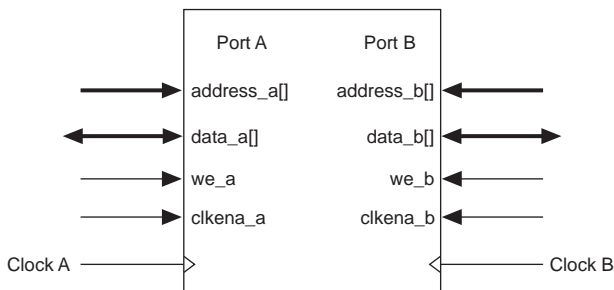 Port A Port B
address_a[] address_b[]
data_a[] data_b[]
we_a we_b
clkena_a clkena_b
Clock A Clock B